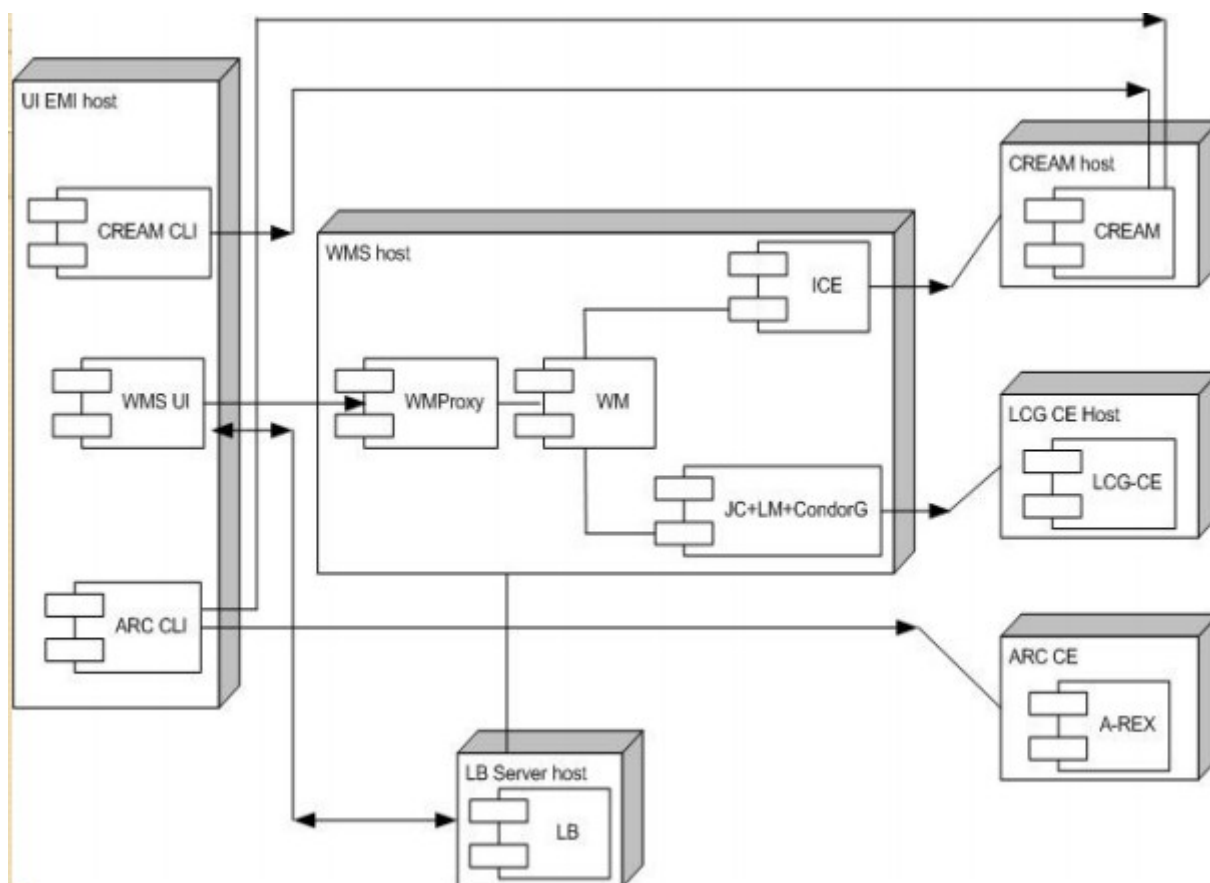 UI EMI host
CREAM CLI
WMS UI
ARC CLI
WMS host
WMProxy
WM
ICE
JC+LM+CondorG
LB Server host
LB
CREAM host
CREAM
LCG CE Host
LCG-CE
ARC CE
A-REX